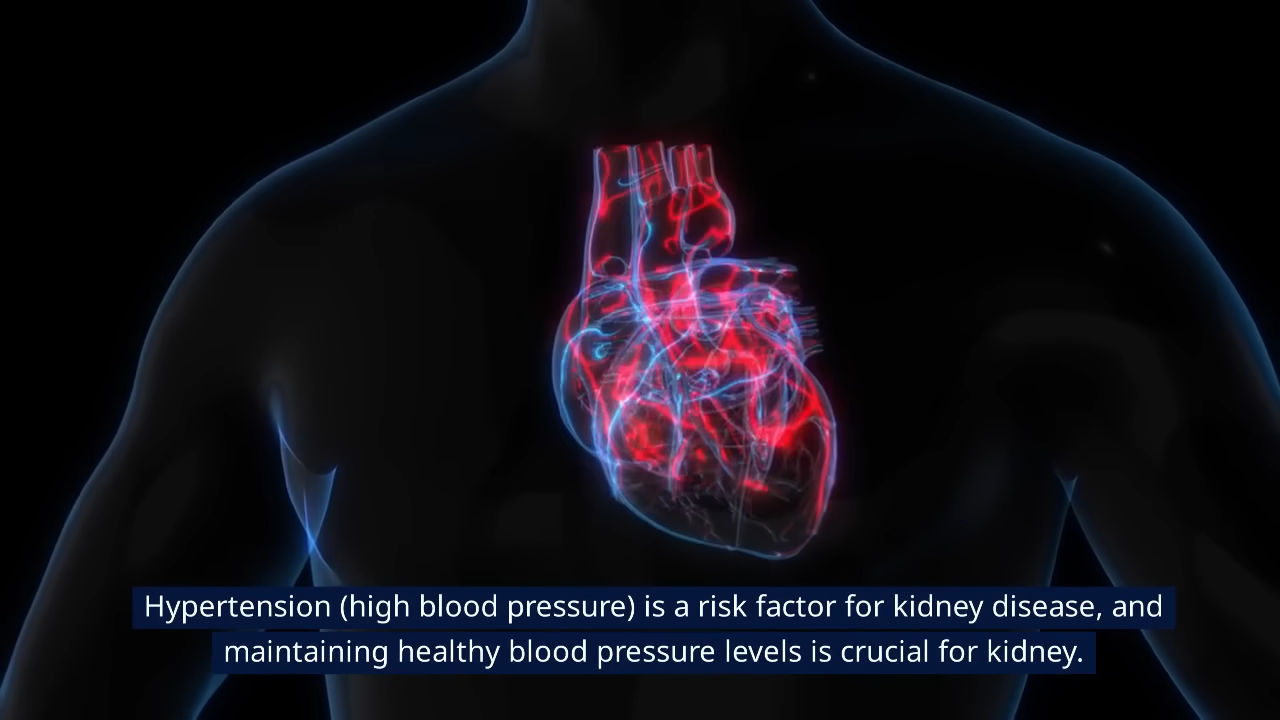 Hypertension (high blood pressure) is a risk factor for kidney disease, and
maintaining healthy blood pressure levels is crucial for kidney.